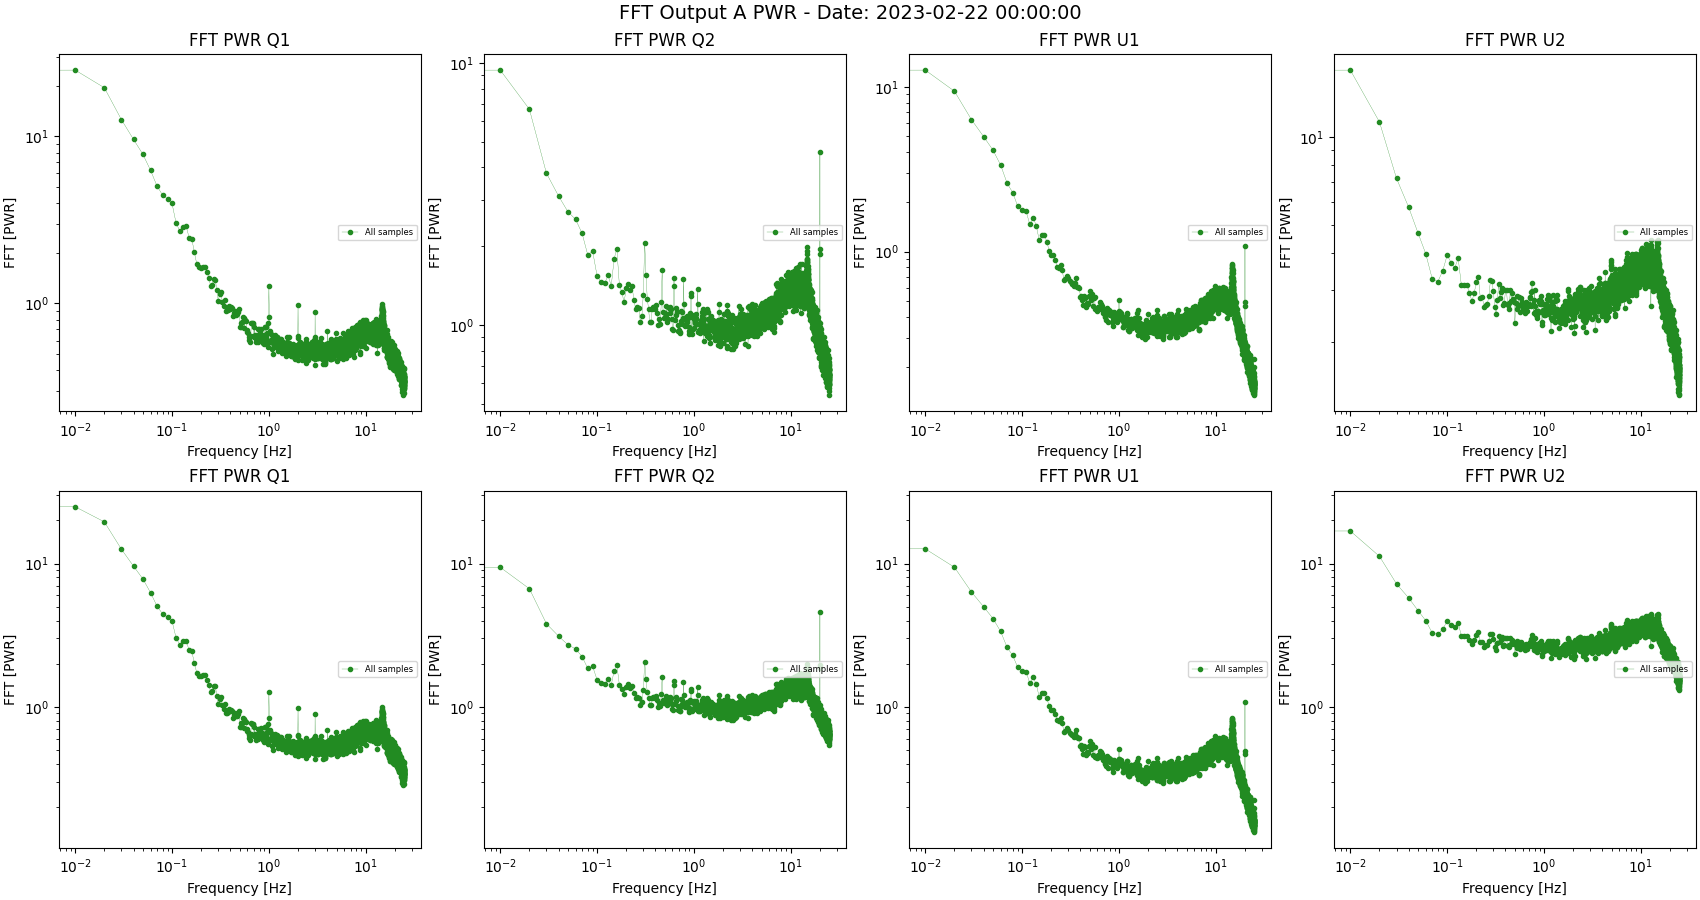 FFT Output A PWR - Date: 2023-02-22 00:00:00
FFT PWR Q1
FFT [PWR]
10¹
10⁰
All samples
10⁻² 10⁻¹ 10⁰ 10¹
Frequency [Hz]
FFT PWR Q2
FFT [PWR]
10¹
10⁰
All samples
10⁻² 10⁻¹ 10⁰ 10¹
Frequency [Hz]
FFT PWR U1
FFT [PWR]
10¹
10⁰
All samples
10⁻² 10⁻¹ 10⁰ 10¹
Frequency [Hz]
FFT PWR U2
FFT [PWR]
10¹
All samples
10⁻² 10⁻¹ 10⁰ 10¹
Frequency [Hz]
FFT PWR Q1
FFT [PWR]
10¹
10⁰
All samples
10⁻² 10⁻¹ 10⁰ 10¹
Frequency [Hz]
FFT PWR Q2
FFT [PWR]
10¹
10⁰
All samples
10⁻² 10⁻¹ 10⁰ 10¹
Frequency [Hz]
FFT PWR U1
FFT [PWR]
10¹
10⁰
All samples
10⁻² 10⁻¹ 10⁰ 10¹
Frequency [Hz]
FFT PWR U2
FFT [PWR]
10¹
10⁰
All samples
10⁻² 10⁻¹ 10⁰ 10¹
Frequency [Hz]